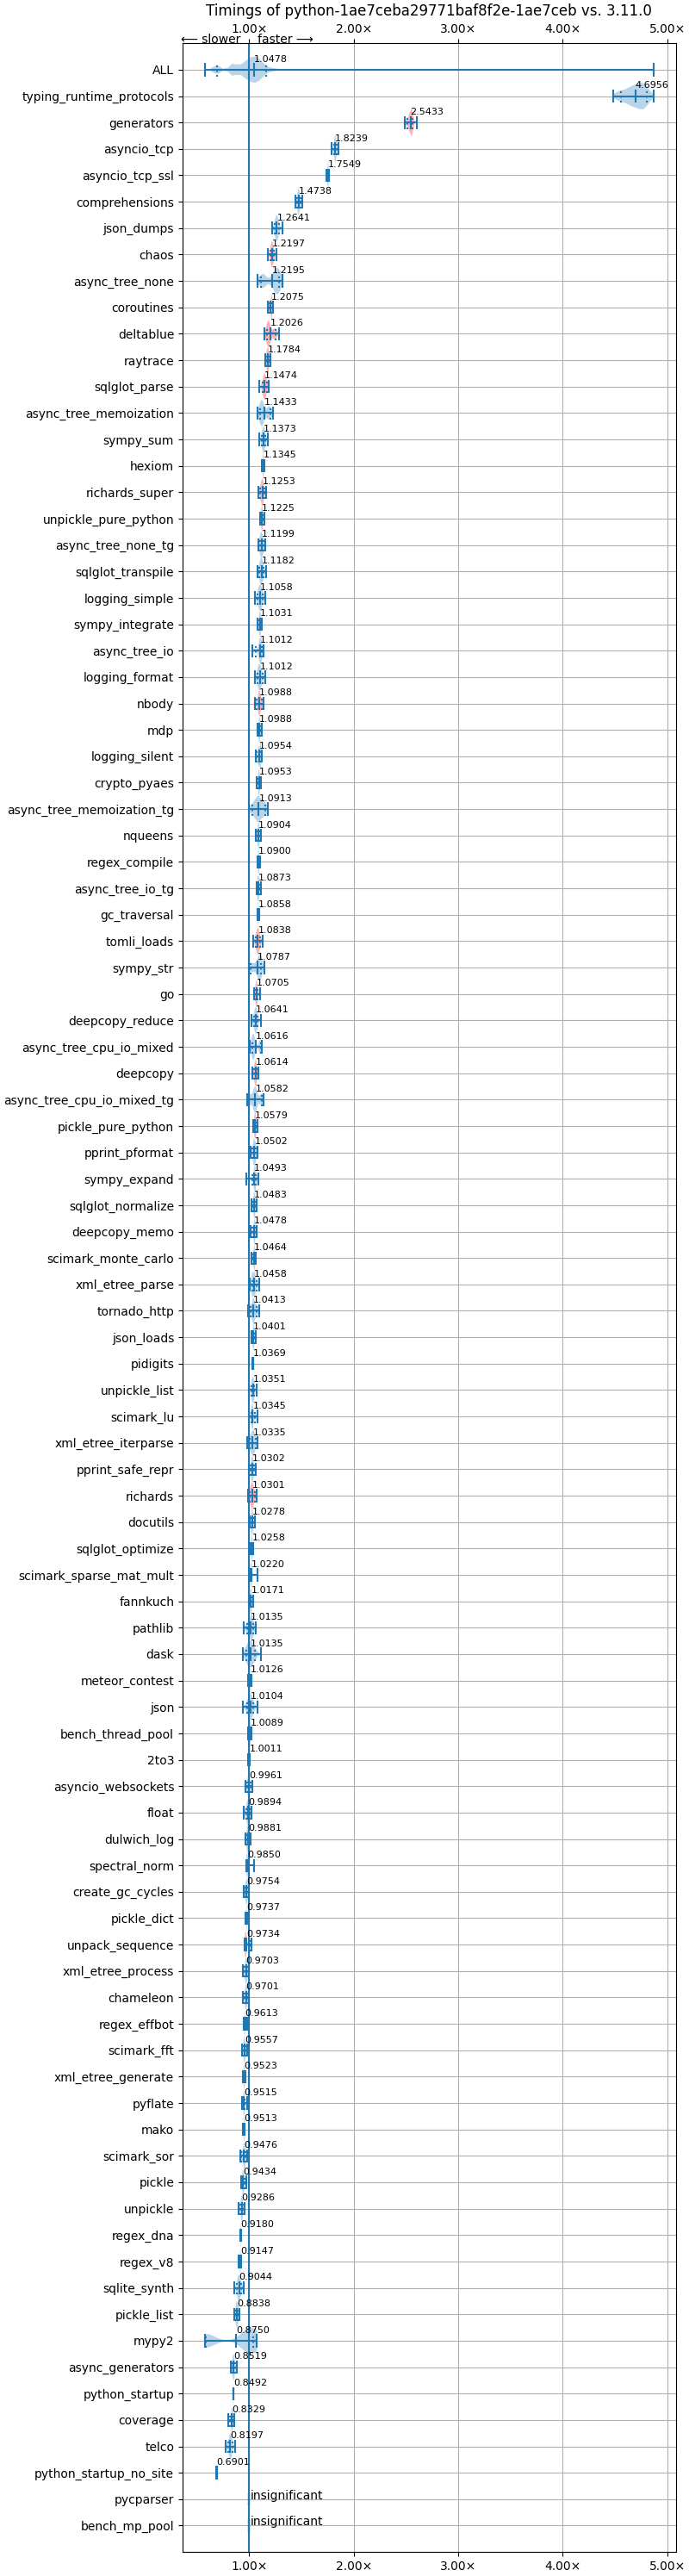 Timings of python-1ae7ceba29771baf8f2e-1ae7ceb vs. 3.11.0
⟵ slower faster ⟶
1.00× 2.00× 3.00× 4.00× 5.00×
ALL 1.0478
typing_runtime_protocols 4.6956
generators 2.5433
asyncio_tcp 1.8239
asyncio_tcp_ssl 1.7549
comprehensions 1.4738
json_dumps 1.2641
chaos 1.2197
async_tree_none 1.2195
coroutines 1.2075
deltablue 1.2026
raytrace 1.1784
sqlglot_parse 1.1474
async_tree_memoization 1.1433
sympy_sum 1.1373
hexiom 1.1345
richards_super 1.1253
unpickle_pure_python 1.1225
async_tree_none_tg 1.1199
sqlglot_transpile 1.1182
logging_simple 1.1058
sympy_integrate 1.1031
async_tree_io 1.1012
logging_format 1.1012
nbody 1.0988
mdp 1.0988
logging_silent 1.0954
crypto_pyaes 1.0953
async_tree_memoization_tg 1.0913
nqueens 1.0904
regex_compile 1.0900
async_tree_io_tg 1.0873
gc_traversal 1.0858
tomli_loads 1.0838
sympy_str 1.0787
go 1.0705
deepcopy_reduce 1.0641
async_tree_cpu_io_mixed 1.0616
deepcopy 1.0614
async_tree_cpu_io_mixed_tg 1.0582
pickle_pure_python 1.0579
pprint_pformat 1.0502
sympy_expand 1.0493
sqlglot_normalize 1.0483
deepcopy_memo 1.0478
scimark_monte_carlo 1.0464
xml_etree_parse 1.0458
tornado_http 1.0413
json_loads 1.0401
pidigits 1.0369
unpickle_list 1.0351
scimark_lu 1.0345
xml_etree_iterparse 1.0335
pprint_safe_repr 1.0302
richards 1.0301
docutils 1.0278
sqlglot_optimize 1.0258
scimark_sparse_mat_mult 1.0220
fannkuch 1.0171
pathlib 1.0135
dask 1.0135
meteor_contest 1.0126
json 1.0104
bench_thread_pool 1.0089
2to3 1.0011
asyncio_websockets 0.9961
float 0.9894
dulwich_log 0.9881
spectral_norm 0.9850
create_gc_cycles 0.9754
pickle_dict 0.9737
unpack_sequence 0.9734
xml_etree_process 0.9703
chameleon 0.9701
regex_effbot 0.9613
scimark_fft 0.9557
xml_etree_generate 0.9523
pyflate 0.9515
mako 0.9513
scimark_sor 0.9476
pickle 0.9434
unpickle 0.9286
regex_dna 0.9180
regex_v8 0.9147
sqlite_synth 0.9044
pickle_list 0.8838
mypy2 0.8750
async_generators 0.8519
python_startup 0.8492
coverage 0.8329
telco 0.8197
python_startup_no_site 0.6901
pycparser insignificant
bench_mp_pool insignificant
1.00× 2.00× 3.00× 4.00× 5.00×